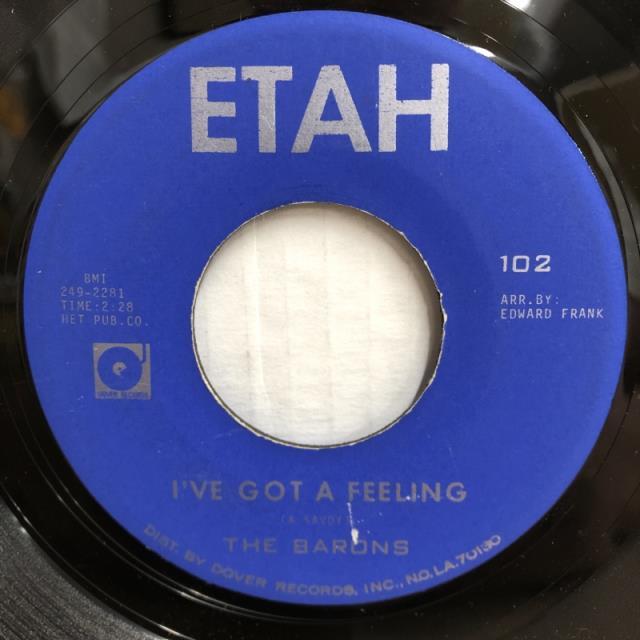 ETAH
102
ARR.BY:
EDWARD FRANK
BMI
249-2281
TIME:2.28
HET PUB.CO.
I'VE GOT A FEELING
THE BARONS
DIST. BY DOVER RECORDS, INC., N.O. LA. 70130